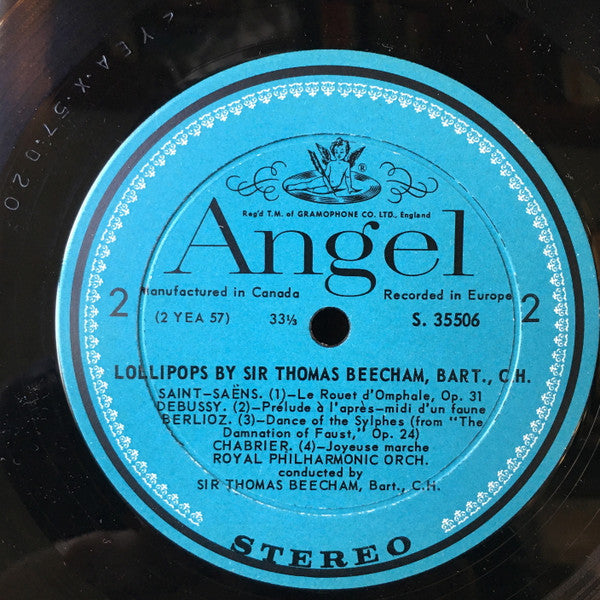 YEA·X 57·D20
®
Reg'd T.M. of GRAMOPHONE CO. LTD., England
Angel
2 2
Manufactured in Canada Recorded in Europe
(2 YEA 57) 33⅓ S. 35506
LOLLIPOPS BY SIR THOMAS BEECHAM, BART., C.H.
SAINT-SAËNS. (1)-Le Rouet d'Omphale, Op. 31
DEBUSSY. (2)-Prélude à l'après-midi d'un faune
BERLIOZ. (3)-Dance of the Sylphes (from "The
Damnation of Faust," Op. 24)
CHABRIER. (4)-Joyeuse marche
ROYAL PHILHARMONIC ORCH.
conducted by
SIR THOMAS BEECHAM, Bart., C.H.
STEREO